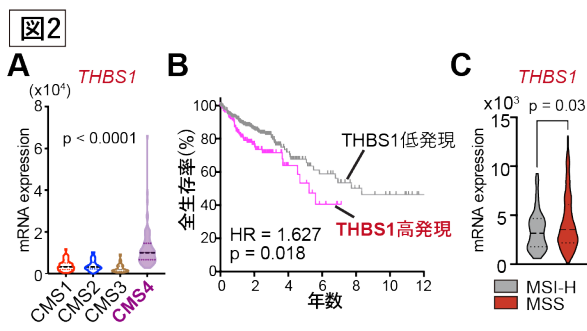 図2
A
THBS1
(x10⁴)
mRNA expression
8
6
4
2
0
p < 0.0001
CMS1
CMS2
CMS3
CMS4
B
全生存率(%)
100
80
60
40
20
0
THBS1低発現
THBS1高発現
HR = 1.627
p = 0.018
0 2 4 6 8 10 12
年数
C
THBS1
x10³
p = 0.03
mRNA expression
15
10
5
0
MSI-H
MSS